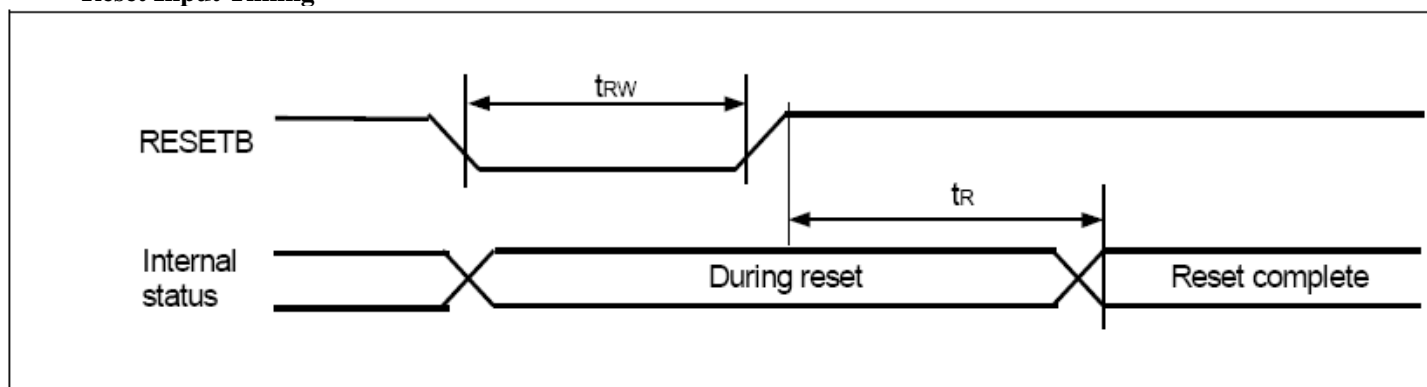 Reset Input Timing
tRW
RESETB
tR
Internal
status
During reset
Reset complete